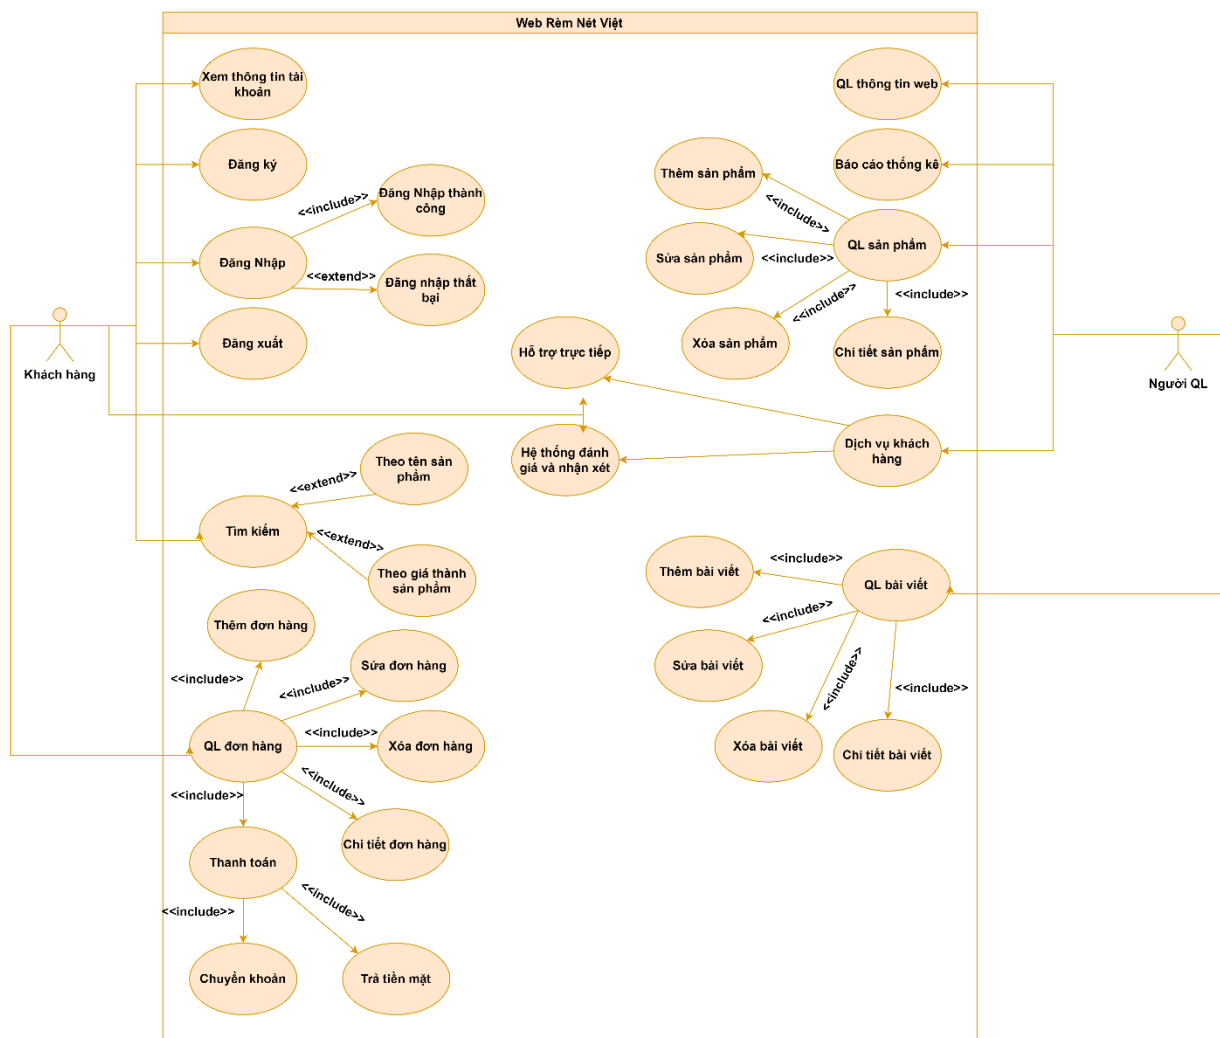 Web Rèm Nét Việt
Xem thông tin tài
khoản
Đăng ký
<<include>>
Đăng Nhập thành
công
Đăng Nhập
<<extend>>
Đăng nhập thất
bại
Đăng xuất
Khách hàng
QL thông tin web
Báo cáo thống kê
Thêm sản phẩm
<<include>>
QL sản phẩm
Sửa sản phẩm
<<include>>
<<include>>
<<include>>
Xóa sản phẩm
Chi tiết sản phẩm
Người QL
Hỗ trợ trực tiếp
Hệ thống đánh
giá và nhận xét
Dịch vụ khách
hàng
Theo tên sản
phẩm
<<extend>>
Tìm kiếm
<<extend>>
Theo giá thành
sản phẩm
Thêm bài viết
<<include>>
QL bài viết
<<include>>
Sửa bài viết
<<include>>
<<include>>
Xóa bài viết
Chi tiết bài viết
Thêm đơn hàng
<<include>>
Sửa đơn hàng
<<include>>
QL đơn hàng
<<include>>
Xóa đơn hàng
<<include>>
<<include>>
Chi tiết đơn hàng
Thanh toán
<<include>>
<<include>>
Chuyển khoản
Trả tiền mặt